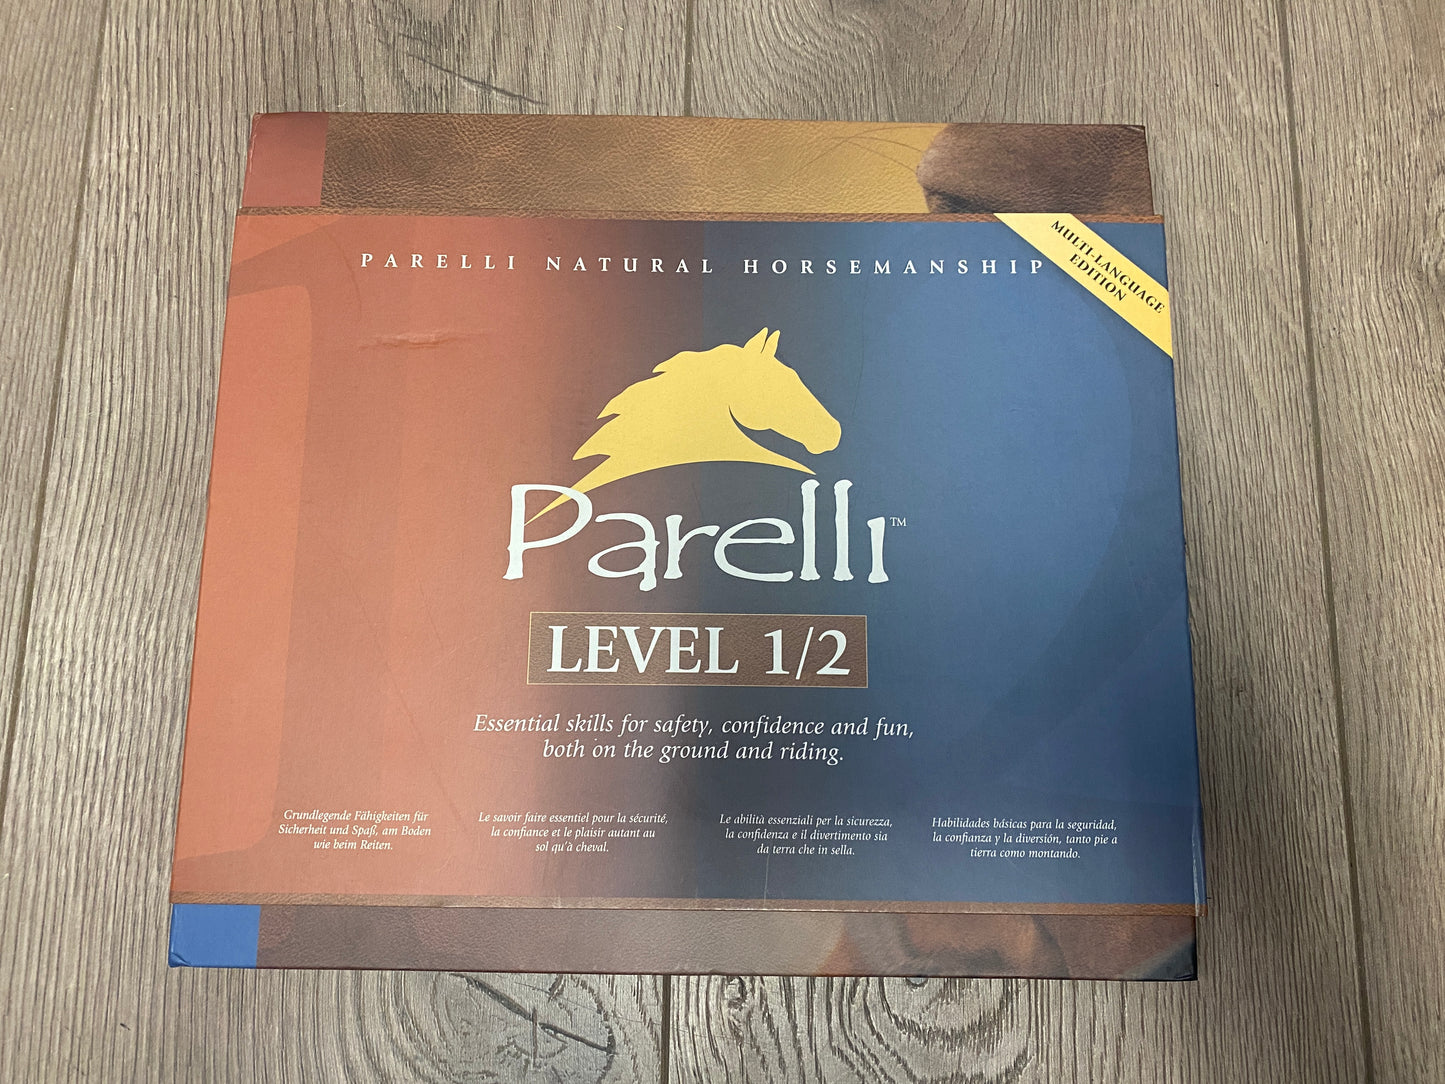 PARELLI NATURAL HORSEMANSHIP
MULTI-LANGUAGE
EDITION
Parelli™
LEVEL 1/2
Essential skills for safety, confidence and fun,
both on the ground and riding.
Grundlegende Fähigkeiten für
Sicherheit und Spaß, am Boden
wie beim Reiten.
Le savoir faire essentiel pour la sécurité,
la confiance et le plaisir autant au
sol qu'à cheval.
Le abilità essenziali per la sicurezza,
la confidenza e il divertimento sia
da terra che in sella.
Habilidades básicas para la seguridad,
la confianza y la diversión, tanto pie a
tierra como montando.